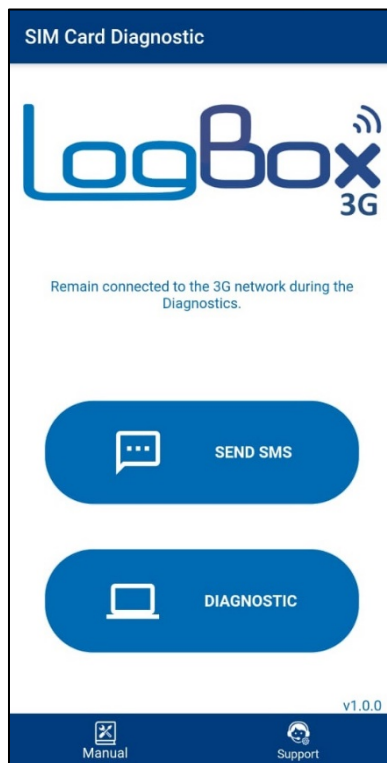 SIM Card Diagnostic
LogBox
3G
Remain connected to the 3G network during the
Diagnostics.
SEND SMS
DIAGNOSTIC
v1.0.0
Manual
Support